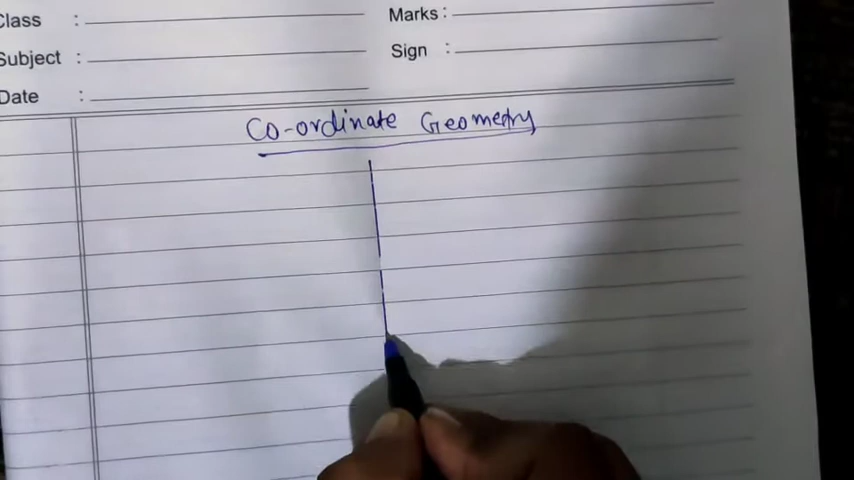 Class :
Marks :
Subject :
Sign :
Date :
Co-ordinate Geometry